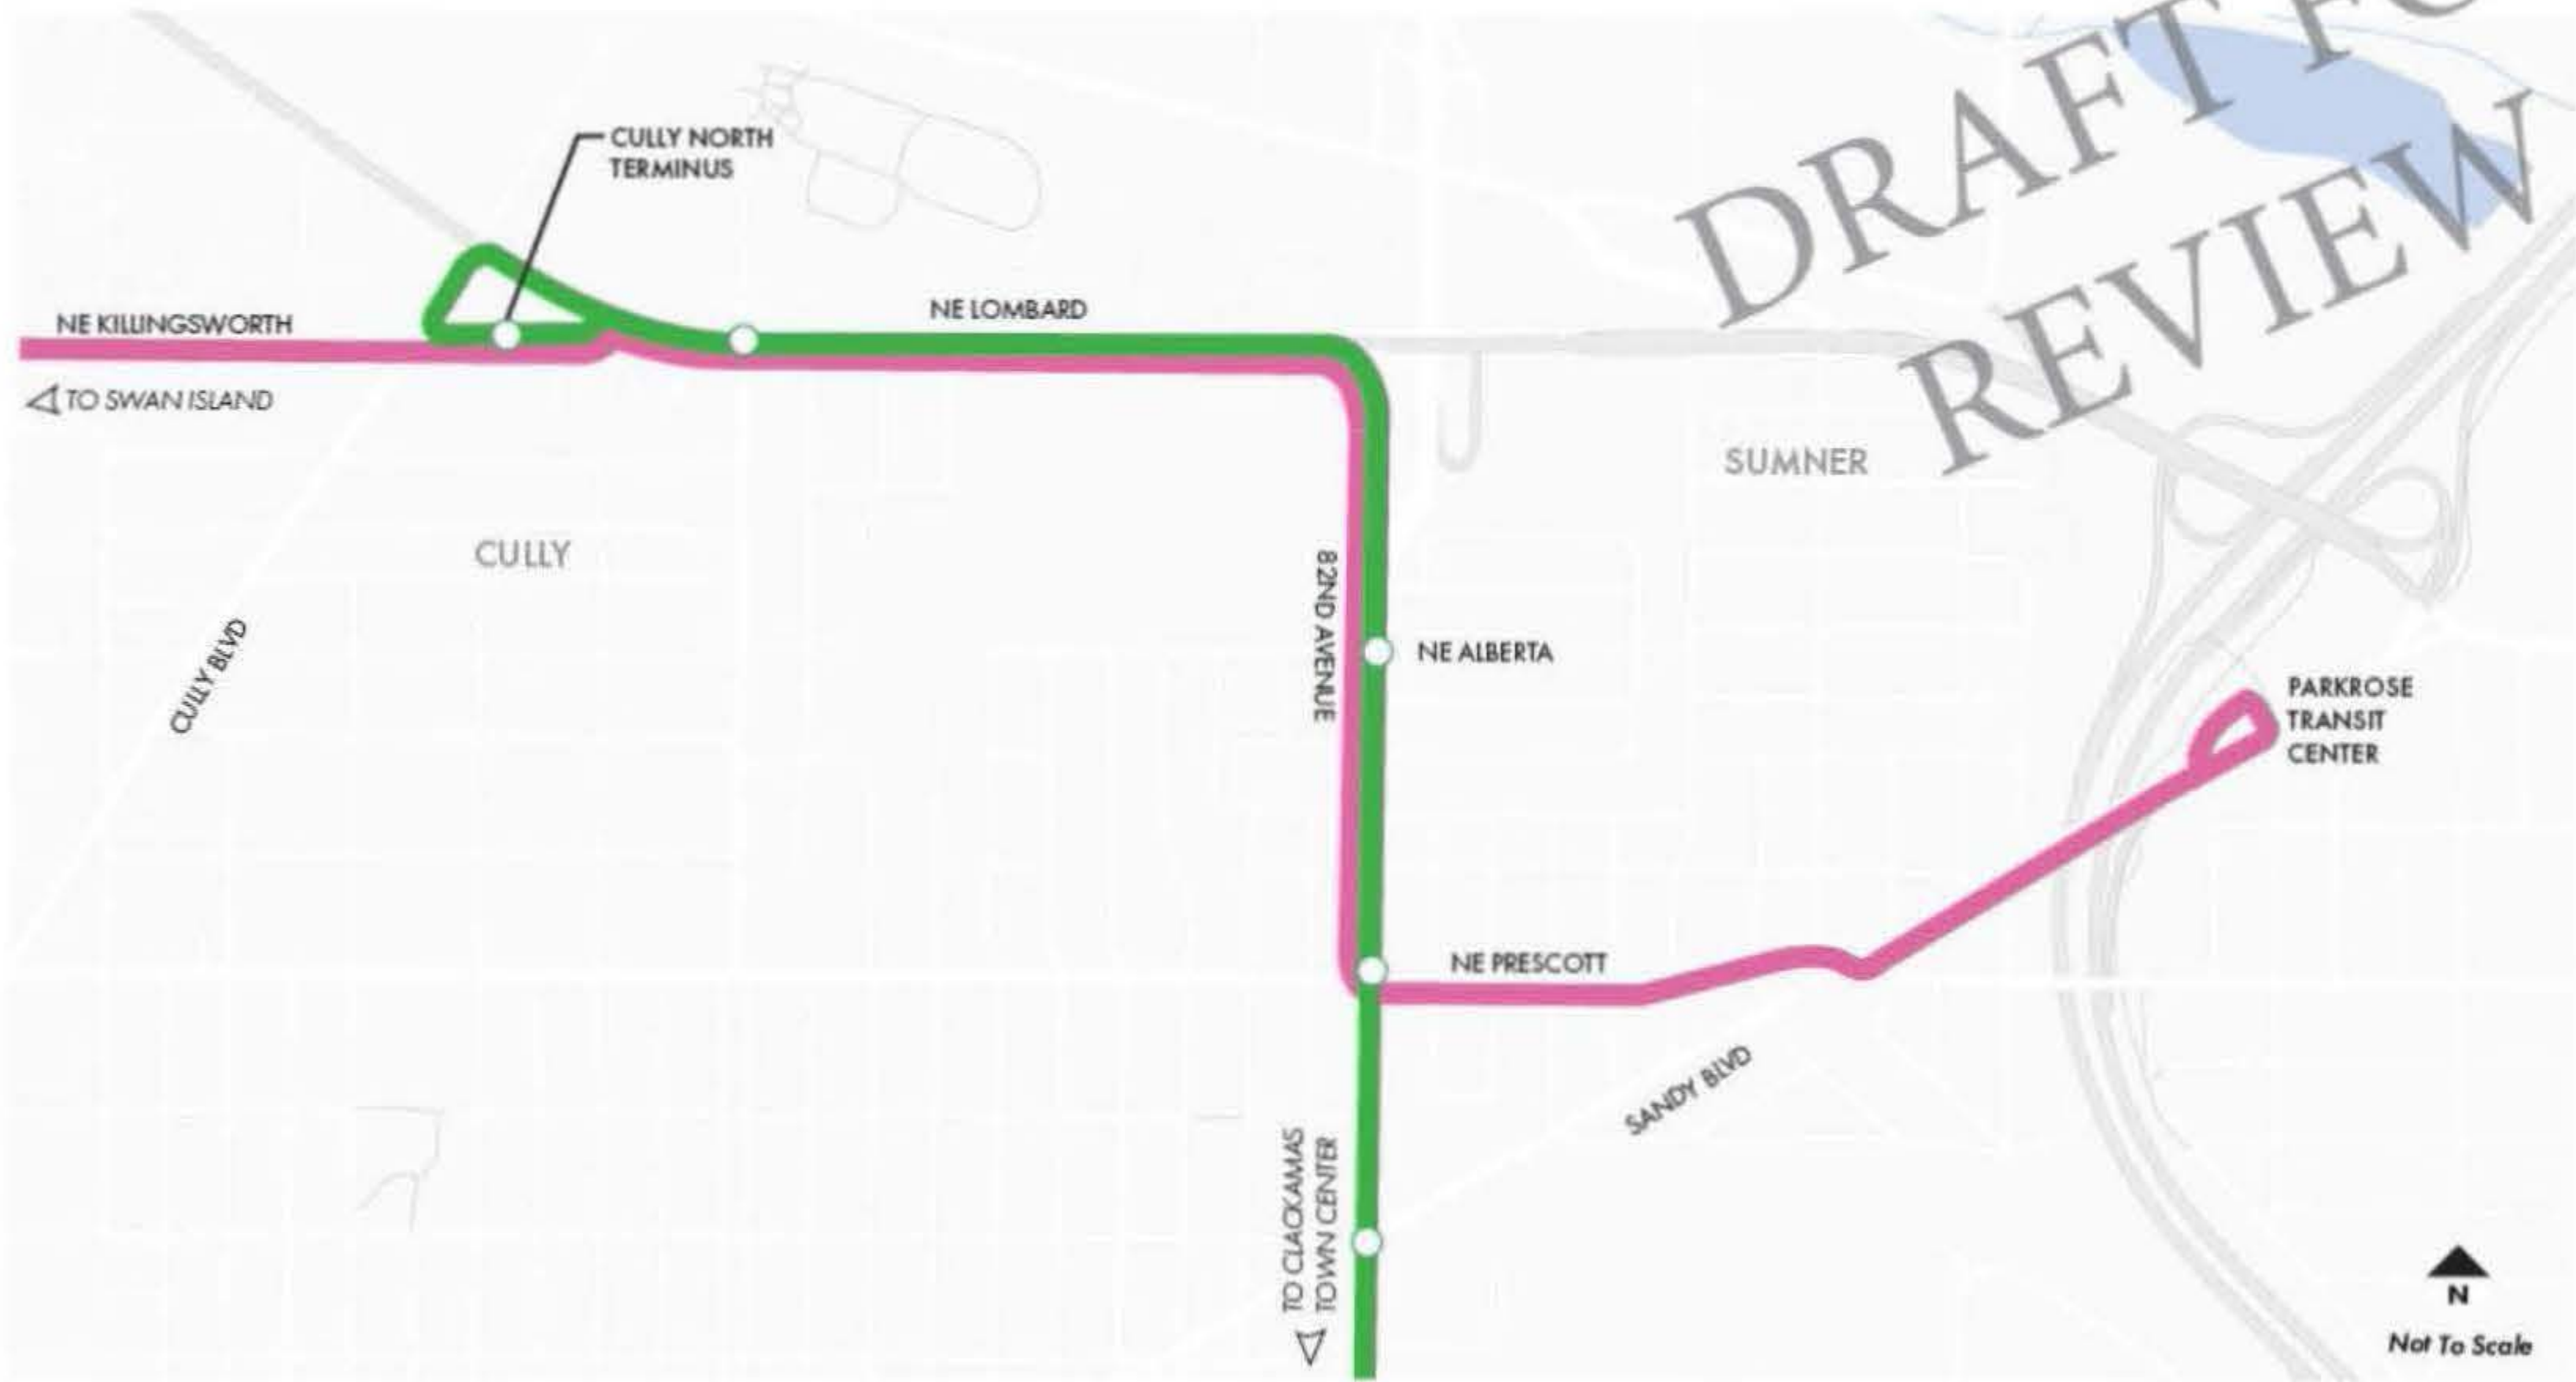 DRAFT FO
REVIEW
CULLY NORTH
TERMINUS
NE KILLINGSWORTH
NE LOMBARD
TO SWAN ISLAND
SUMNER
CULLY
82ND AVENUE
CULLY BLVD
NE ALBERTA
PARKROSE
TRANSIT
CENTER
NE PRESCOTT
SANDY BLVD
TO CLACKAMAS
TOWN CENTER
N
Not To Scale